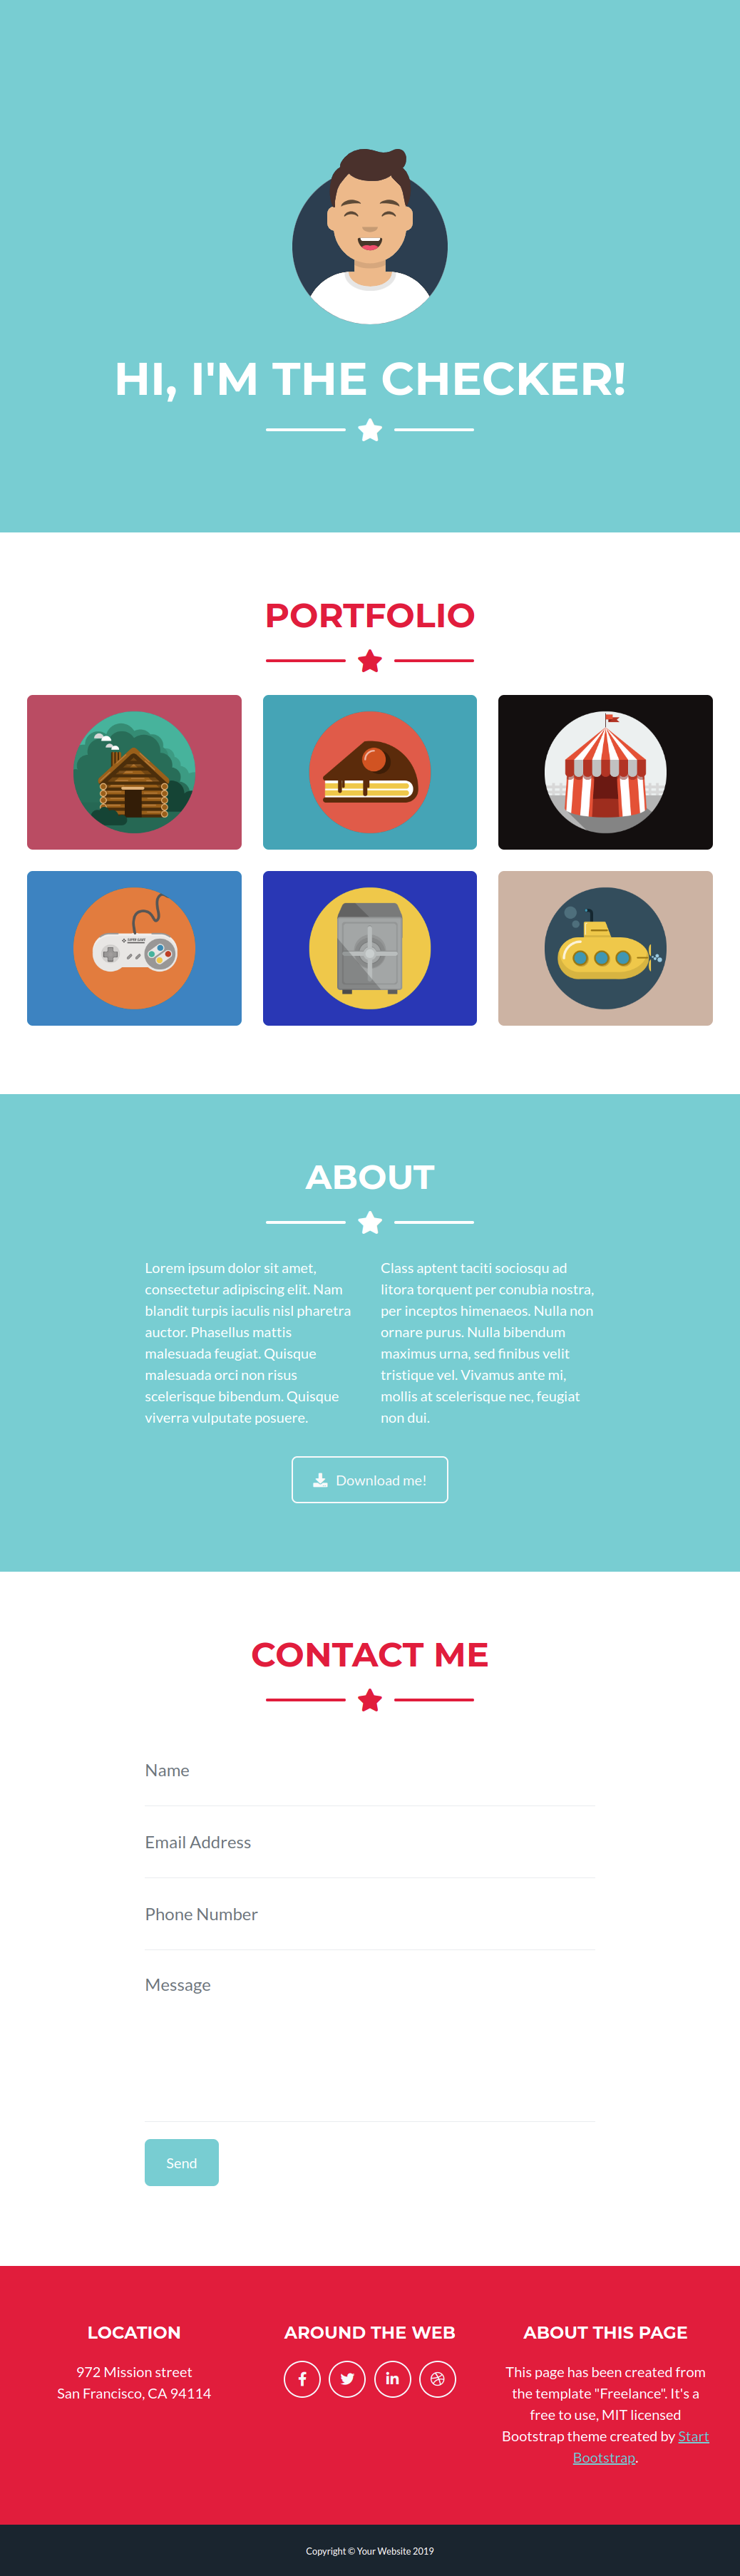 HI, I'M THE CHECKER!
PORTFOLIO
ABOUT
Lorem ipsum dolor sit amet,
consectetur adipiscing elit. Nam
blandit turpis iaculis nisl pharetra
auctor. Phasellus mattis
malesuada feugiat. Quisque
malesuada orci non risus
scelerisque bibendum. Quisque
viverra vulputate posuere.
Class aptent taciti sociosqu ad
litora torquent per conubia nostra,
per inceptos himenaeos. Nulla non
ornare purus. Nulla bibendum
maximus urna, sed finibus velit
tristique vel. Vivamus ante mi,
mollis at scelerisque nec, feugiat
non dui.
Download me!
CONTACT ME
Name
Email Address
Phone Number
Message
Send
LOCATION
972 Mission street
San Francisco, CA 94114
AROUND THE WEB
ABOUT THIS PAGE
This page has been created from
the template "Freelance". It's a
free to use, MIT licensed
Bootstrap theme created by Start
Bootstrap.
Copyright © Your Website 2019